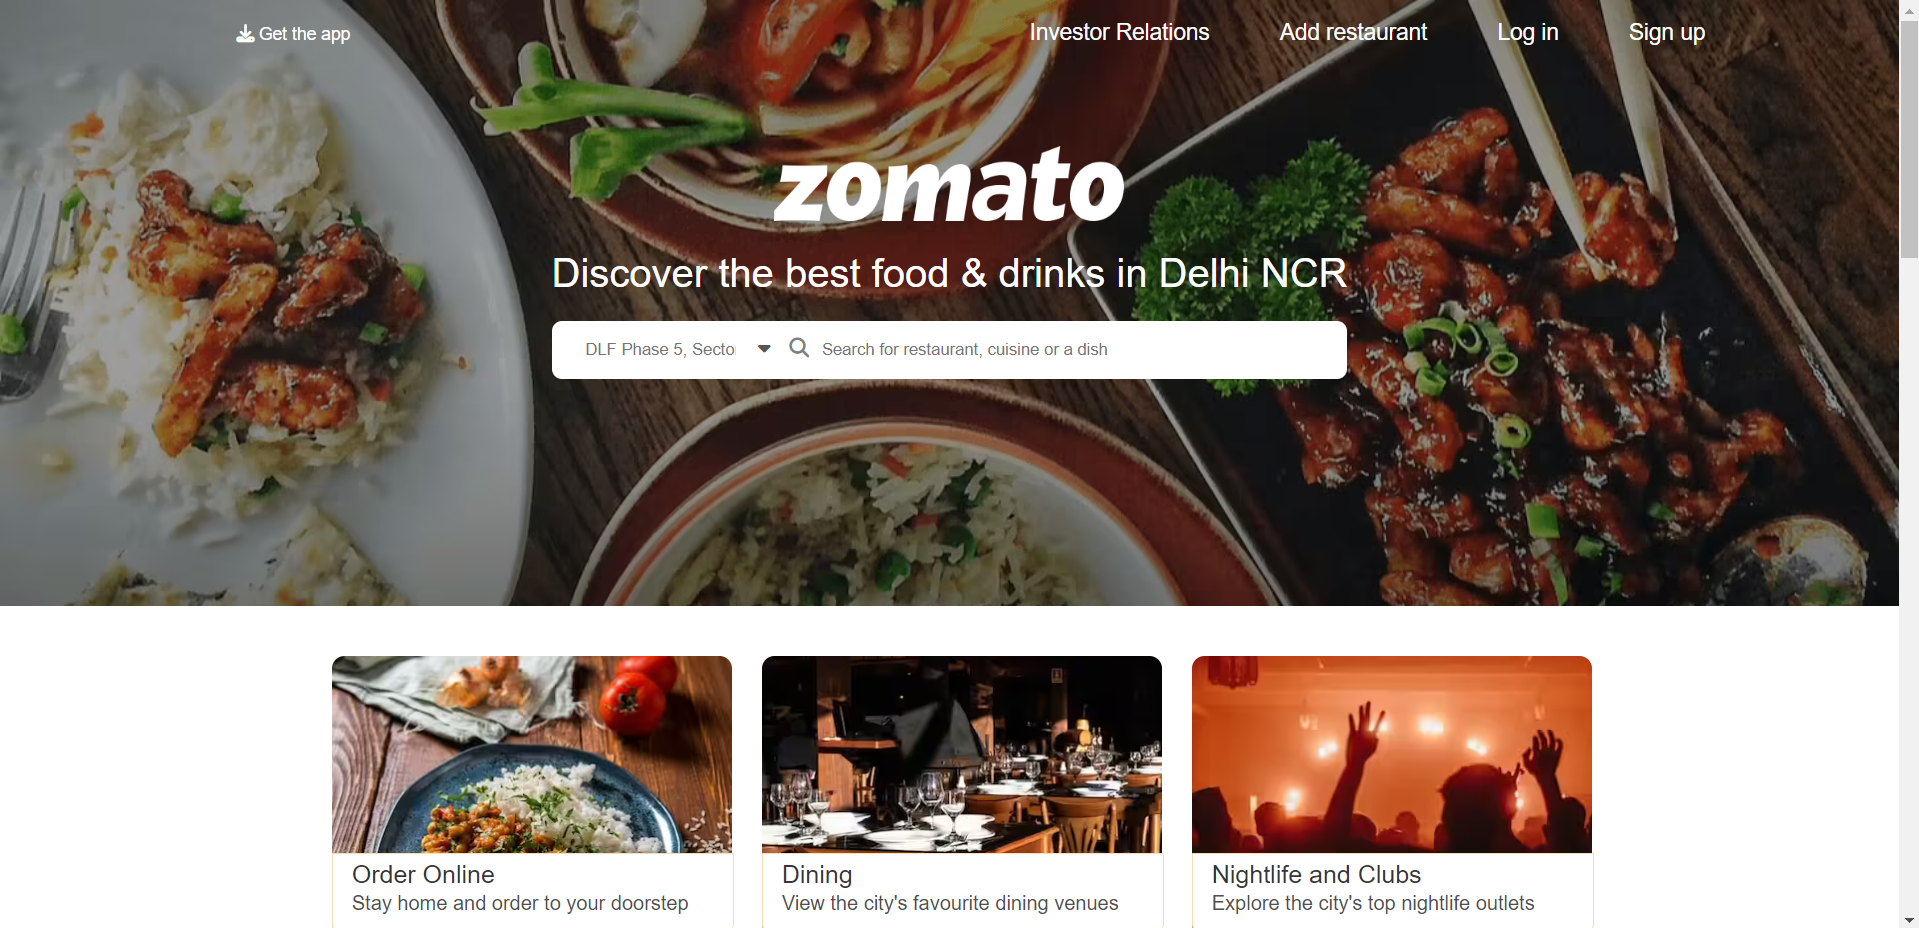 Get the app
Investor Relations
Add restaurant
Log in
Sign up
zomato
Discover the best food & drinks in Delhi NCR
DLF Phase 5, Secto
Search for restaurant, cuisine or a dish
Order Online
Stay home and order to your doorstep
Dining
View the city's favourite dining venues
Nightlife and Clubs
Explore the city's top nightlife outlets